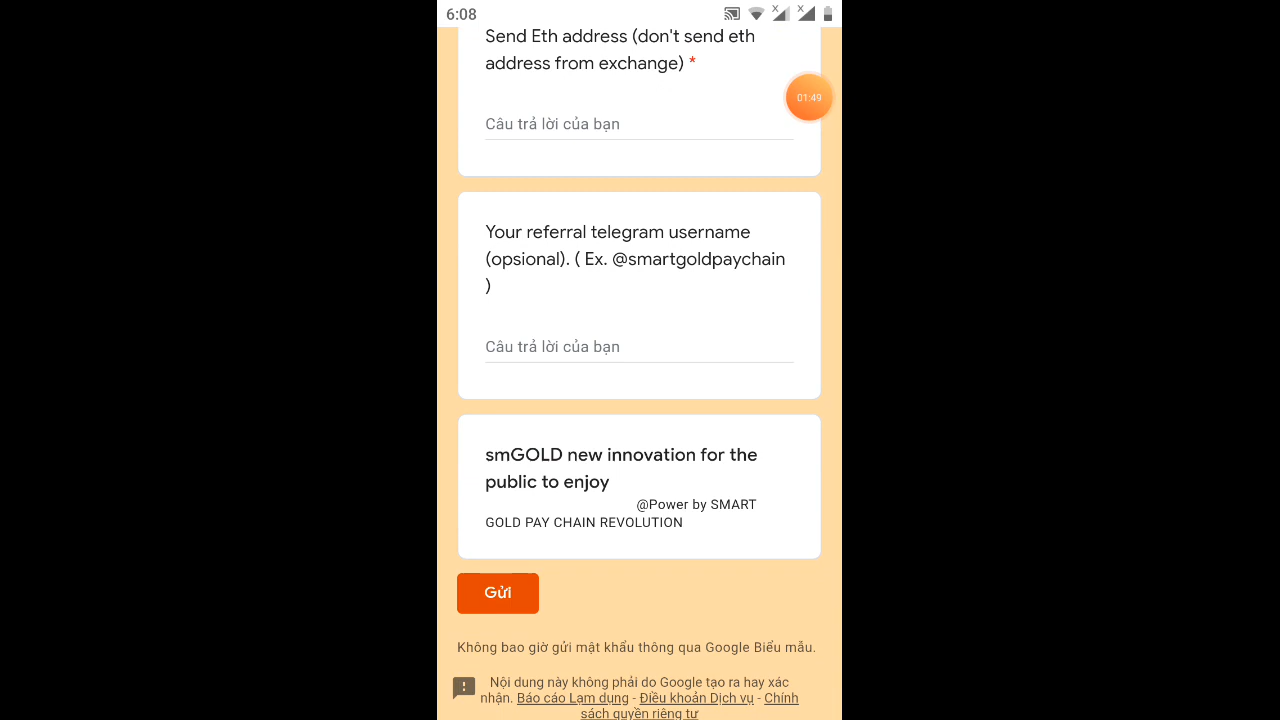 6:08
Send Eth address (don't send eth
address from exchange) *
01:49
Câu trả lời của bạn
Your referral telegram username
(opsional). ( Ex. @smartgoldpaychain
)
Câu trả lời của bạn
smGOLD new innovation for the
public to enjoy
@Power by SMART
GOLD PAY CHAIN REVOLUTION
Gửi
Không bao giờ gửi mật khẩu thông qua Google Biểu mẫu.
Nội dung này không phải do Google tạo ra hay xác
nhận. Báo cáo Lạm dụng - Điều khoản Dịch vụ - Chính
sách quyền riêng tư